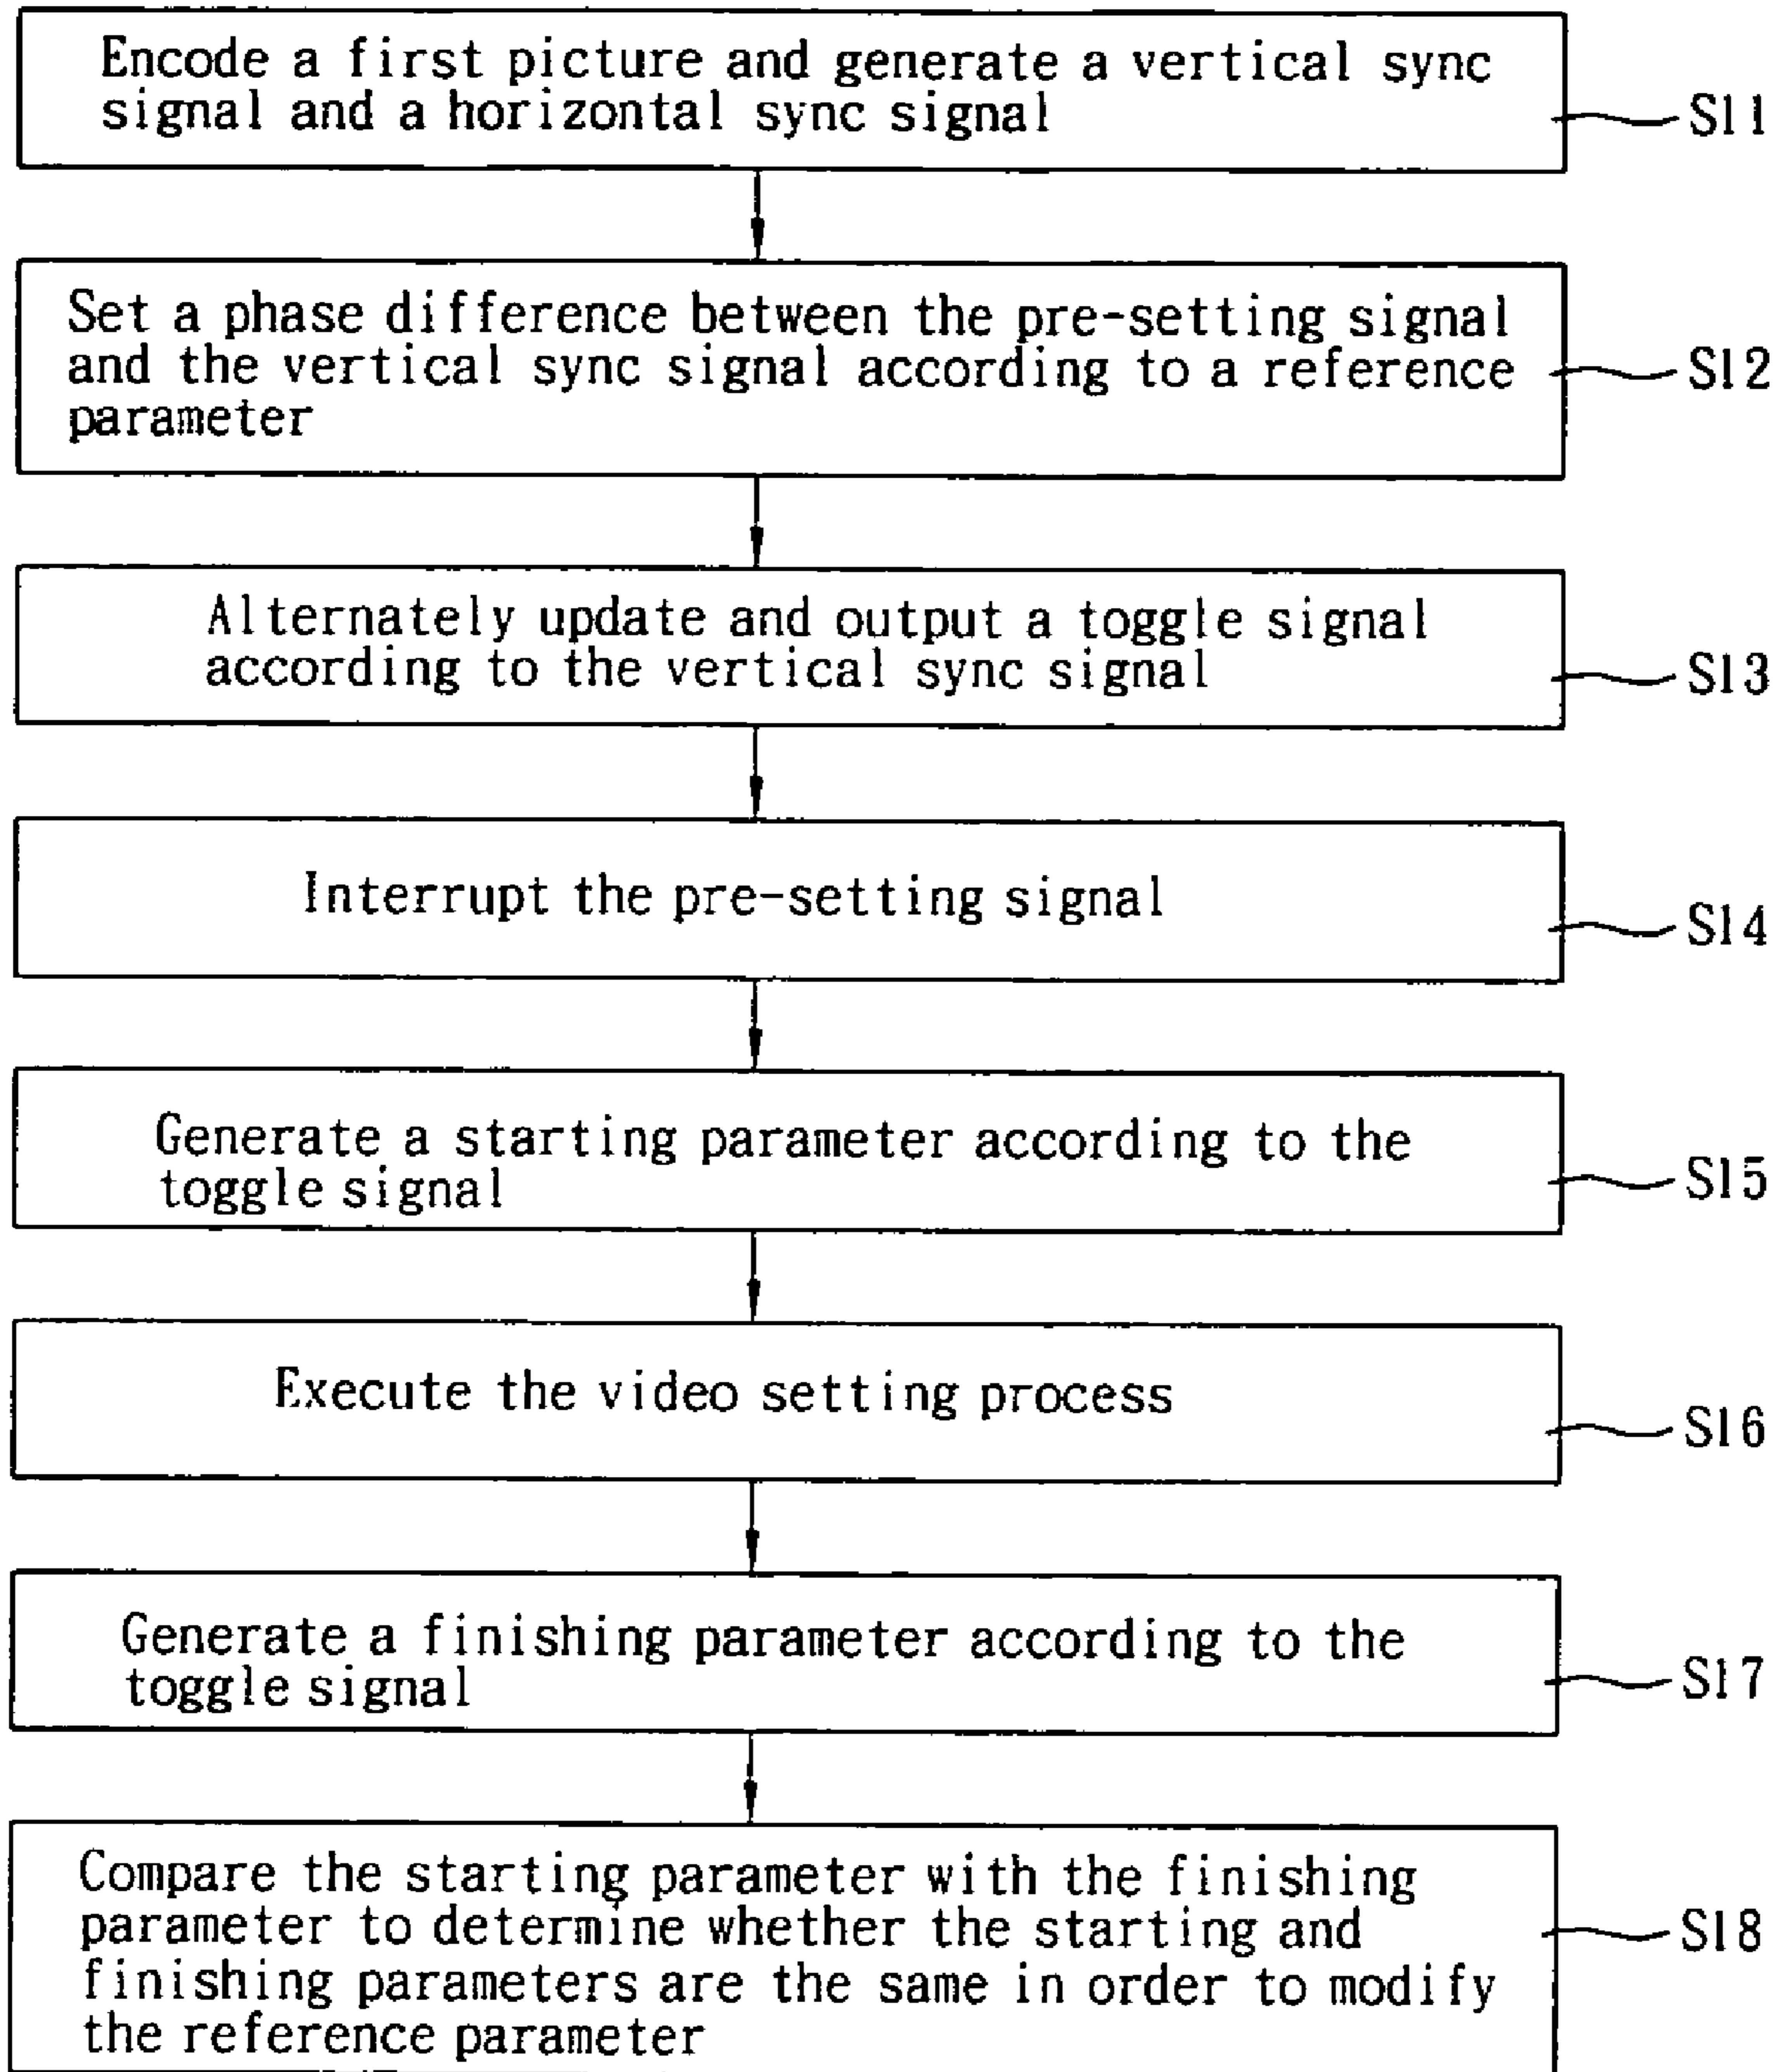 Encode a first picture and generate a vertical sync
signal and a horizontal sync signal
S11
Set a phase difference between the pre-setting signal
and the vertical sync signal according to a reference
parameter
S12
Alternately update and output a toggle signal
according to the vertical sync signal
S13
Interrupt the pre-setting signal
S14
Generate a starting parameter according to the
toggle signal
S15
Execute the video setting process
S16
Generate a finishing parameter according to the
toggle signal
S17
Compare the starting parameter with the finishing
parameter to determine whether the starting and
finishing parameters are the same in order to modify
the reference parameter
S18